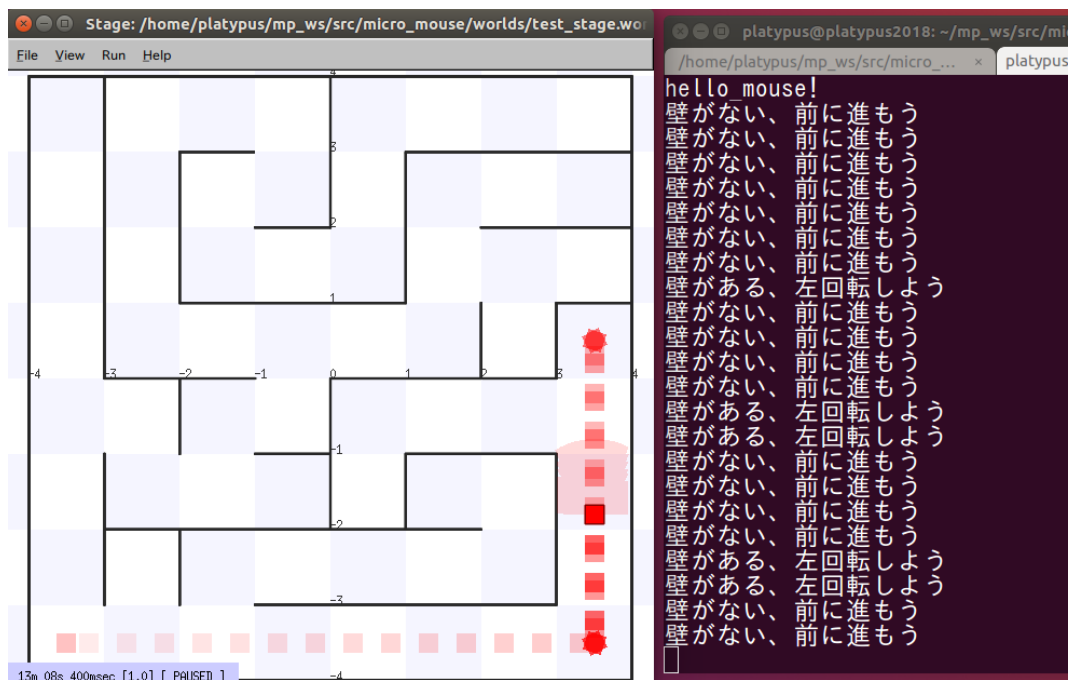 Stage: /home/platypus/mp_ws/src/micro_mouse/worlds/test_stage.wor
File View Run Help
4
3
2
1
-4 -3 -2 -1 0 1 2 3 4
-1
-2
-3
-4
13m 08s 400msec [1.0] [ PAUSED ]
platypus@platypus2018: ~/mp_ws/src/mi
/home/platypus/mp_ws/src/micro_... × platypus
hello_mouse!
壁がない、前に進もう
壁がない、前に進もう
壁がない、前に進もう
壁がない、前に進もう
壁がない、前に進もう
壁がない、前に進もう
壁がない、前に進もう
壁がある、左回転しよう
壁がない、前に進もう
壁がない、前に進もう
壁がない、前に進もう
壁がない、前に進もう
壁がある、左回転しよう
壁がある、左回転しよう
壁がない、前に進もう
壁がない、前に進もう
壁がない、前に進もう
壁がない、前に進もう
壁がある、左回転しよう
壁がある、左回転しよう
壁がない、前に進もう
壁がない、前に進もう